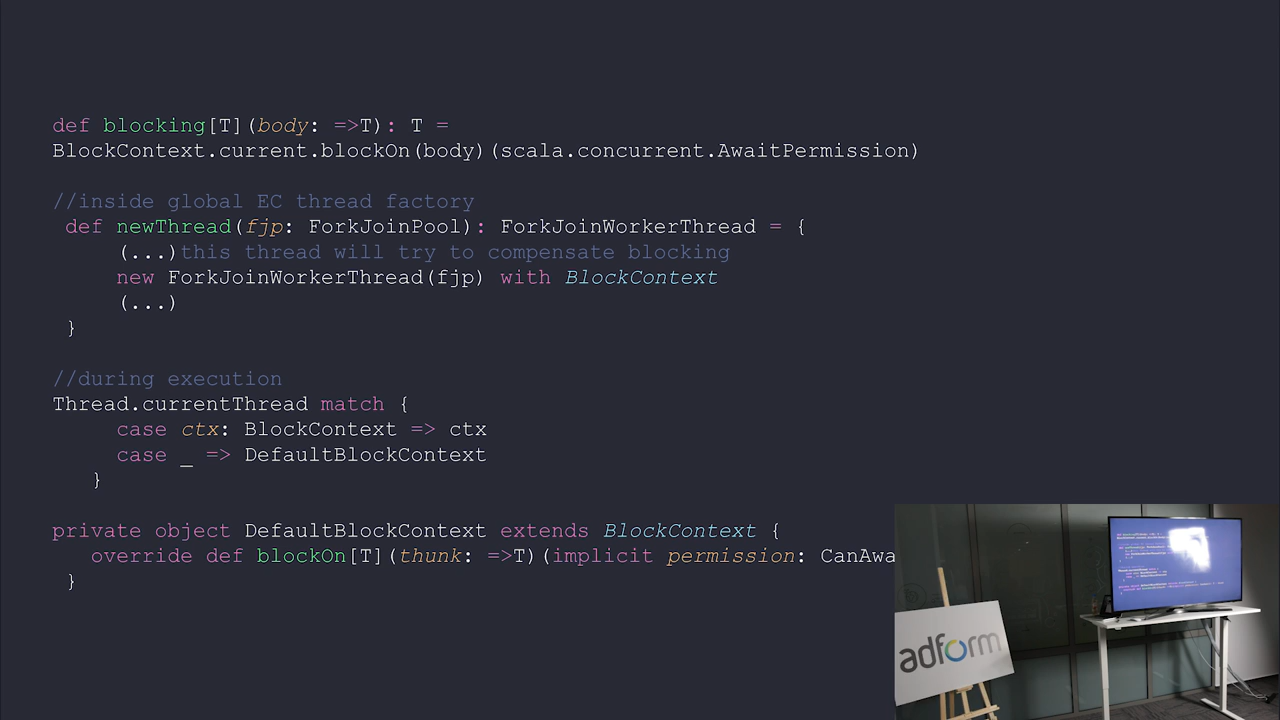 def blocking[T](body: =>T): T =
BlockContext.current.blockOn(body)(scala.concurrent.AwaitPermission)
//inside global EC thread factory
def newThread(fjp: ForkJoinPool): ForkJoinWorkerThread = {
(...)this thread will try to compensate blocking
new ForkJoinWorkerThread(fjp) with BlockContext
(...)
}
//during execution
Thread.currentThread match {
case ctx: BlockContext => ctx
case _ => DefaultBlockContext
}
private object DefaultBlockContext extends BlockContext {
override def blockOn[T](thunk: =>T)(implicit permission: CanAwa
}
adform